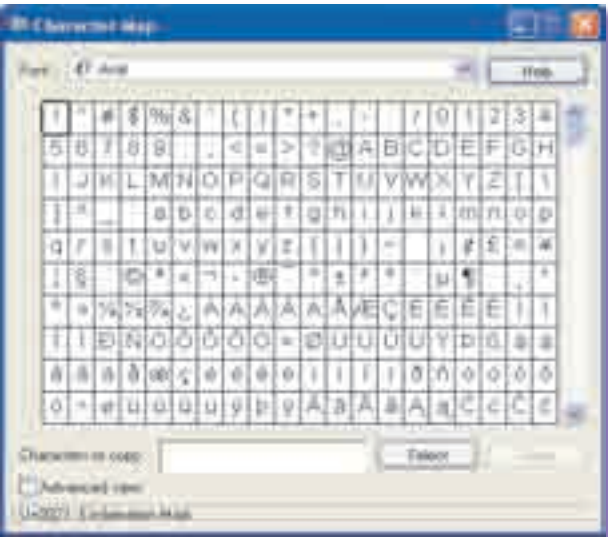 Character Map
Font : Arial Help
! " # $ % & ' ( ) * + , - . / 0 1 2 3 4
5 6 7 8 9 : ; < = > ? @ A B C D E F G H
I J K L M N O P Q R S T U V W X Y Z [ \
] ^ _ ` a b c d e f g h i j k l m n o p
q r s t u v w x y z { | } ~ ¡ ¢ £ ¤ ¥
¦ § ¨ © ª « ¬ - ® ¯ ° ± ² ³ ´ µ ¶ · ¸ ¹
º » ¼ ½ ¾ ¿ À Á Â Ã Ä Å Æ Ç È É Ê Ë Ì Í
Î Ï Ð Ñ Ò Ó Ô Õ Ö × Ø Ù Ú Û Ü Ý Þ ß à á
â ã ä å æ ç è é ê ë ì í î ï ð ñ ò ó ô õ
ö ÷ ø ù ú û ü ý þ ÿ Ā ā Ă ă Ą ą Ć ć Ĉ ĉ
Characters to copy : Select Copy
Advanced view
U+0021: Exclamation Mark